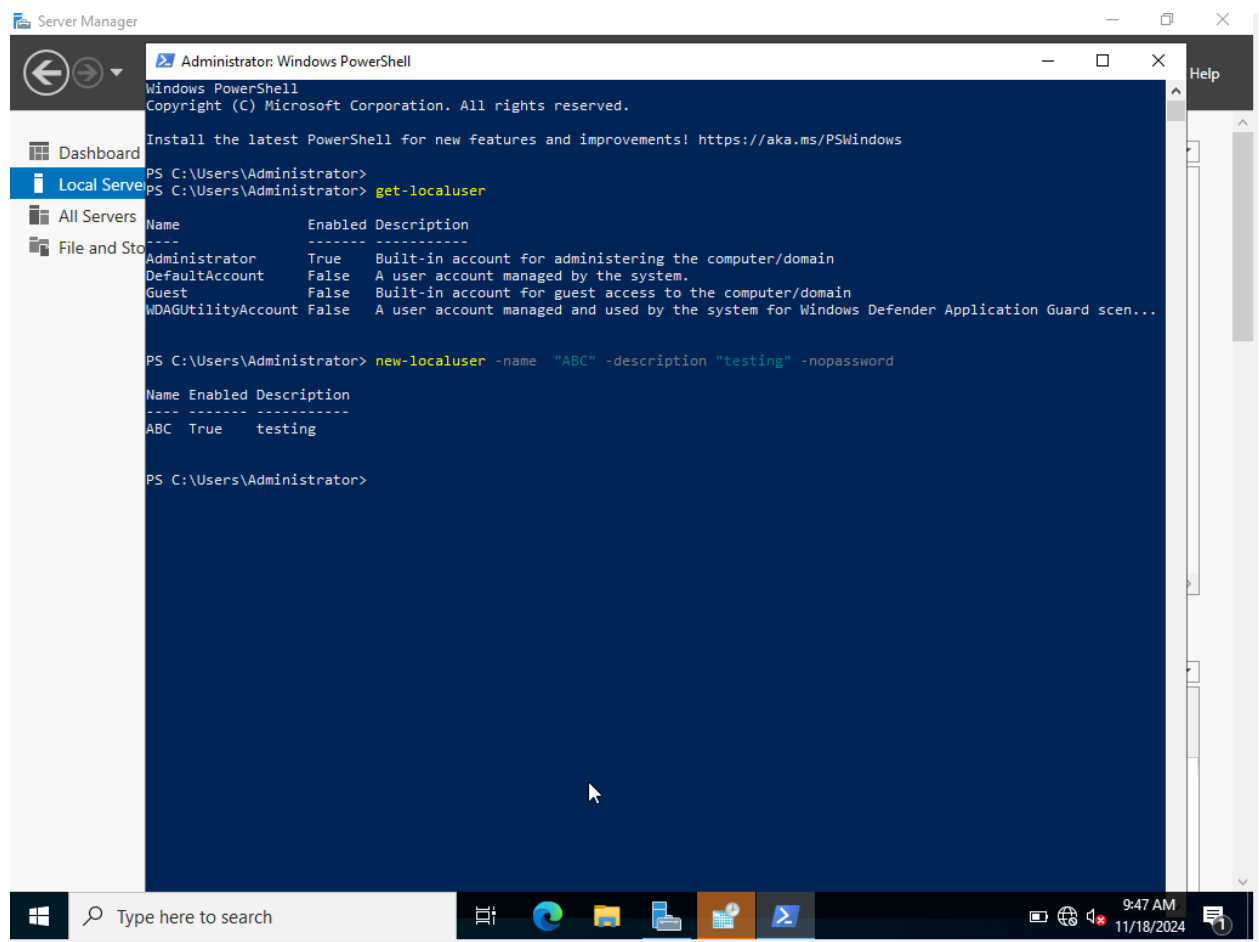 Server Manager
Administrator: Windows PowerShell
Help
Windows PowerShell
Copyright (C) Microsoft Corporation. All rights reserved.
Install the latest PowerShell for new features and improvements! https://aka.ms/PSWindows
Dashboard
Local Serve
All Servers
File and Sto
PS C:\Users\Administrator>
PS C:\Users\Administrator> get-localuser
Name Enabled Description
---- ------- -----------
Administrator True Built-in account for administering the computer/domain
DefaultAccount False A user account managed by the system.
Guest False Built-in account for guest access to the computer/domain
WDAGUtilityAccount False A user account managed and used by the system for Windows Defender Application Guard scen...
PS C:\Users\Administrator> new-localuser -name  "ABC" -description "testing" -nopassword
Name Enabled Description
---- ------- -----------
ABC True testing
PS C:\Users\Administrator>
Type here to search
9:47 AM
11/18/2024
1